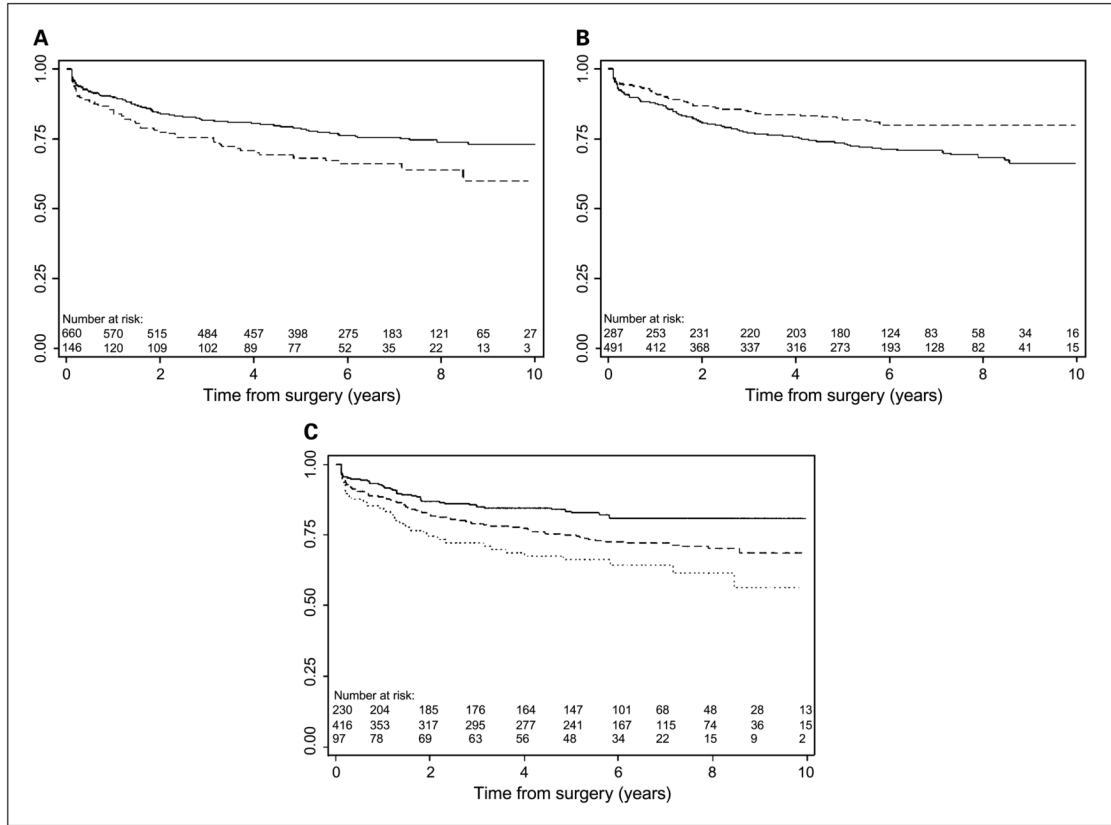 A
1.00
0.75
0.50
0.25
0.00
Number at risk:
660 570 515 484 457 398 275 183 121 65 27
146 120 109 102 89 77 52 35 22 13 3
0 2 4 6 8 10
Time from surgery (years)
B
1.00
0.75
0.50
0.25
0.00
Number at risk:
287 253 231 220 203 180 124 83 58 34 16
491 412 368 337 316 273 193 128 82 41 15
0 2 4 6 8 10
Time from surgery (years)
C
1.00
0.75
0.50
0.25
0.00
Number at risk:
230 204 185 176 164 147 101 68 48 28 13
416 353 317 295 277 241 167 115 74 36 15
97 78 69 63 56 48 34 22 15 9 2
0 2 4 6 8 10
Time from surgery (years)